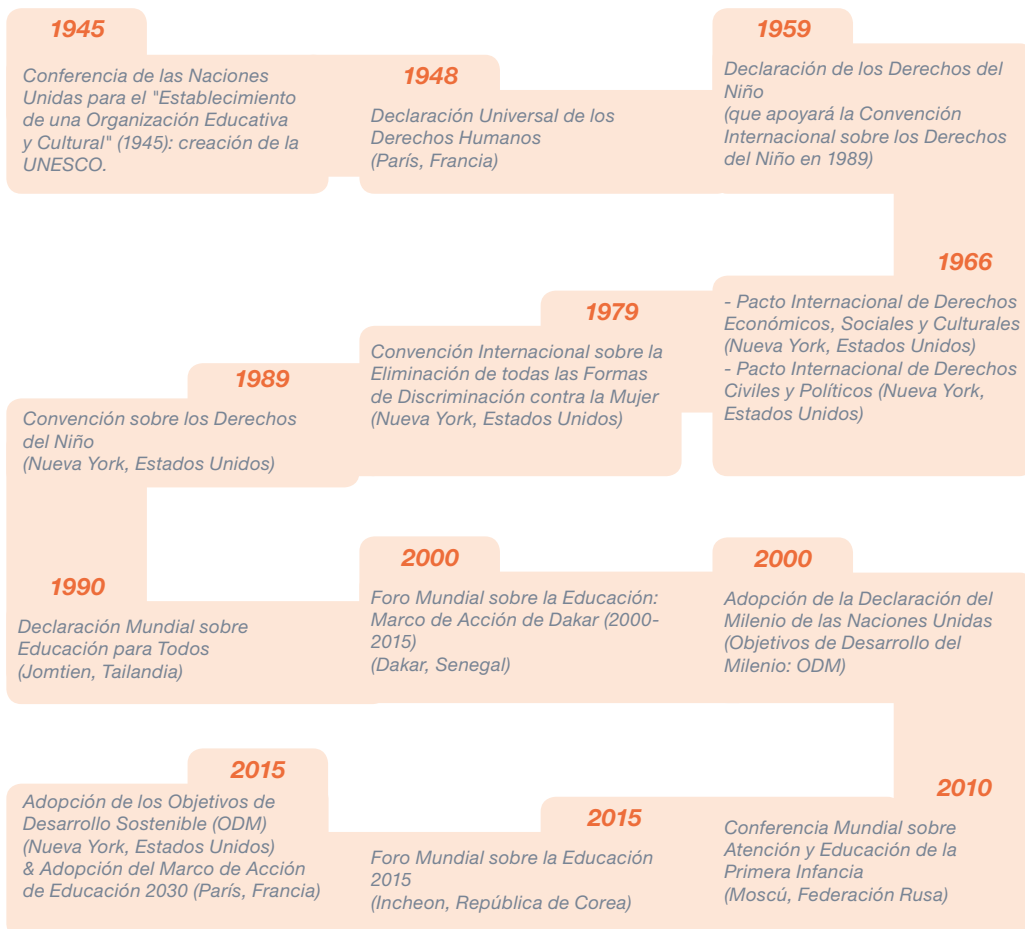 1945
Conferencia de las Naciones
Unidas para el "Establecimiento
de una Organización Educativa
y Cultural" (1945): creación de la
UNESCO.
1948
Declaración Universal de los
Derechos Humanos
(París, Francia)
1959
Declaración de los Derechos del
Niño
(que apoyará la Convención
Internacional sobre los Derechos
del Niño en 1989)
1966
- Pacto Internacional de Derechos
Económicos, Sociales y Culturales
(Nueva York, Estados Unidos)
- Pacto Internacional de Derechos
Civiles y Políticos (Nueva York,
Estados Unidos)
1979
Convención Internacional sobre la
Eliminación de todas las Formas
de Discriminación contra la Mujer
(Nueva York, Estados Unidos)
1989
Convención sobre los Derechos
del Niño
(Nueva York, Estados Unidos)
1990
Declaración Mundial sobre
Educación para Todos
(Jomtien, Tailandia)
2000
Foro Mundial sobre la Educación:
Marco de Acción de Dakar (2000-
2015)
(Dakar, Senegal)
2000
Adopción de la Declaración del
Milenio de las Naciones Unidas
(Objetivos de Desarrollo del
Milenio: ODM)
2010
Conferencia Mundial sobre
Atención y Educación de la
Primera Infancia
(Moscú, Federación Rusa)
2015
Foro Mundial sobre la Educación
2015
(Incheon, República de Corea)
2015
Adopción de los Objetivos de
Desarrollo Sostenible (ODM)
(Nueva York, Estados Unidos)
& Adopción del Marco de Acción
de Educación 2030 (París, Francia)